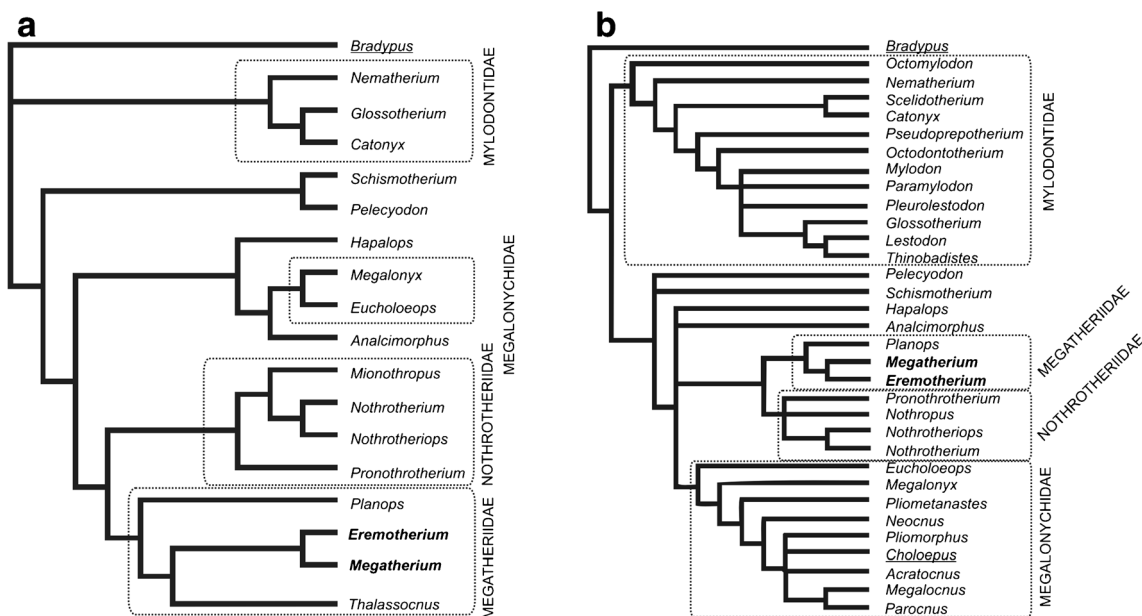 a
Bradypus
Nematherium
Glossotherium
Catonyx
MYLODONTIDAE
Schismotherium
Pelecyodon
Hapalops
Megalonyx
Eucholoeops
Analcimorphus
MEGALONYCHIDAE
Mionothropus
Nothrotherium
Nothrotheriops
Pronothrotherium
NOTHROTHERIIDAE
Planops
Eremotherium
Megatherium
Thalassocnus
MEGATHERIIDAE
b
Bradypus
Octomylodon
Nematherium
Scelidotherium
Catonyx
Pseudoprepotherium
Octodontotherium
Mylodon
Paramylodon
Pleurolestodon
Glossotherium
Lestodon
Thinobadistes
MYLODONTIDAE
Pelecyodon
Schismotherium
Hapalops
Analcimorphus
Planops
Megatherium
Eremotherium
MEGATHERIIDAE
Pronothrotherium
Nothropus
Nothrotheriops
Nothrotherium
NOTHROTHERIIDAE
Eucholoeops
Megalonyx
Pliometanastes
Neocnus
Pliomorphus
Choloepus
Acratocnus
Megalocnus
Parocnus
MEGALONYCHIDAE